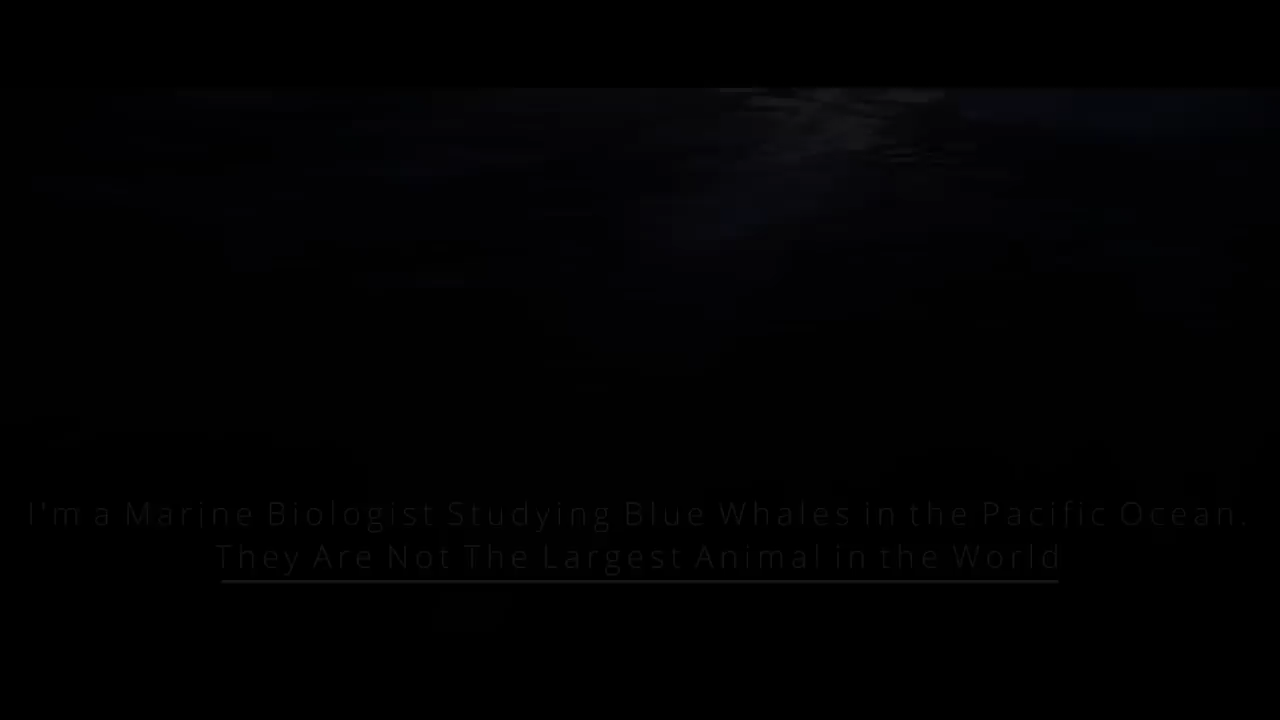 I'm a Marine Biologist Studying Blue Whales in the Pacific Ocean.
They Are Not The Largest Animal in the World